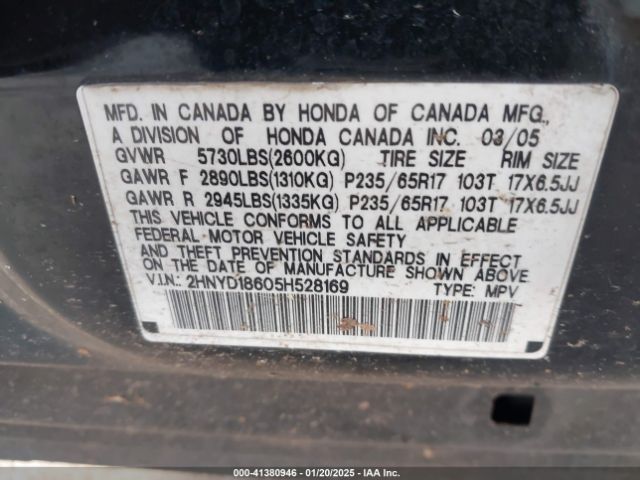 MFD. IN CANADA BY HONDA OF CANADA MFG.,
A DIVISION OF HONDA CANADA INC. 03/05
GVWR 5730LBS(2600KG) TIRE SIZE RIM SIZE
GAWR F 2890LBS(1310KG) P235/65R17 103T 17X6.5JJ
GAWR R 2945LBS(1335KG) P235/65R17 103T 17X6.5JJ
THIS VEHICLE CONFORMS TO ALL APPLICABLE
FEDERAL MOTOR VEHICLE SAFETY
AND THEFT PREVENTION STANDARDS IN EFFECT
ON THE DATE OF MANUFACTURE SHOWN ABOVE
V.I.N.: 2HNYD18605H528169 TYPE: MPV
000-41380946 - 01/20/2025 - IAA Inc.